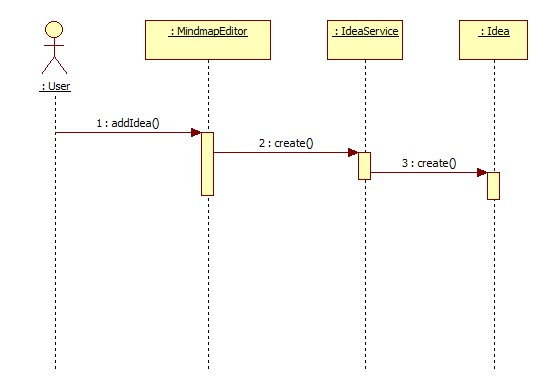 : MindmapEditor
: IdeaService
: Idea
: User
1 : addIdea()
2 : create()
3 : create()